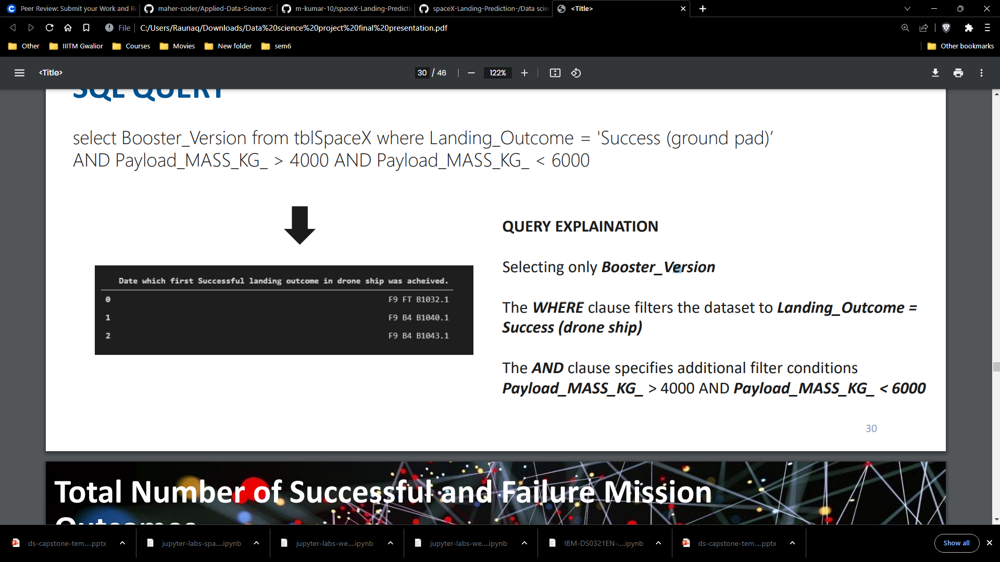 Peer Review: Submit your Work and Re
maher-coder/Applied-Data-Science-C
m-kumar-10/spaceX-Landing-Predicti
spaceX-Landing-Prediction-/Data scien
<Title>
File
C:/Users/Raunaq/Downloads/Data%20science%20project%20final%20presentation.pdf
Other
IIITM Gwalior
Courses
Movies
New folder
sem6
Other bookmarks
<Title>
30 / 46
122%
SQL QUERY
select Booster_Version from tblSpaceX where Landing_Outcome = 'Success (ground pad)’
AND Payload_MASS_KG_ > 4000 AND Payload_MASS_KG_ < 6000
Date which first Successful landing outcome in drone ship was acheived.
0 F9 FT B1032.1
1 F9 B4 B1040.1
2 F9 B4 B1043.1
QUERY EXPLAINATION
Selecting only Booster_Version
The WHERE clause filters the dataset to Landing_Outcome =
Success (drone ship)
The AND clause specifies additional filter conditions
Payload_MASS_KG_ > 4000 AND Payload_MASS_KG_ < 6000
30
Total Number of Successful and Failure Mission
Outcomes
ds-capstone-tem....pptx
jupyter-labs-spa....ipynb
jupyter-labs-we....ipynb
jupyter-labs-we....ipynb
IBM-DS0321EN-....ipynb
ds-capstone-tem....pptx
Show all